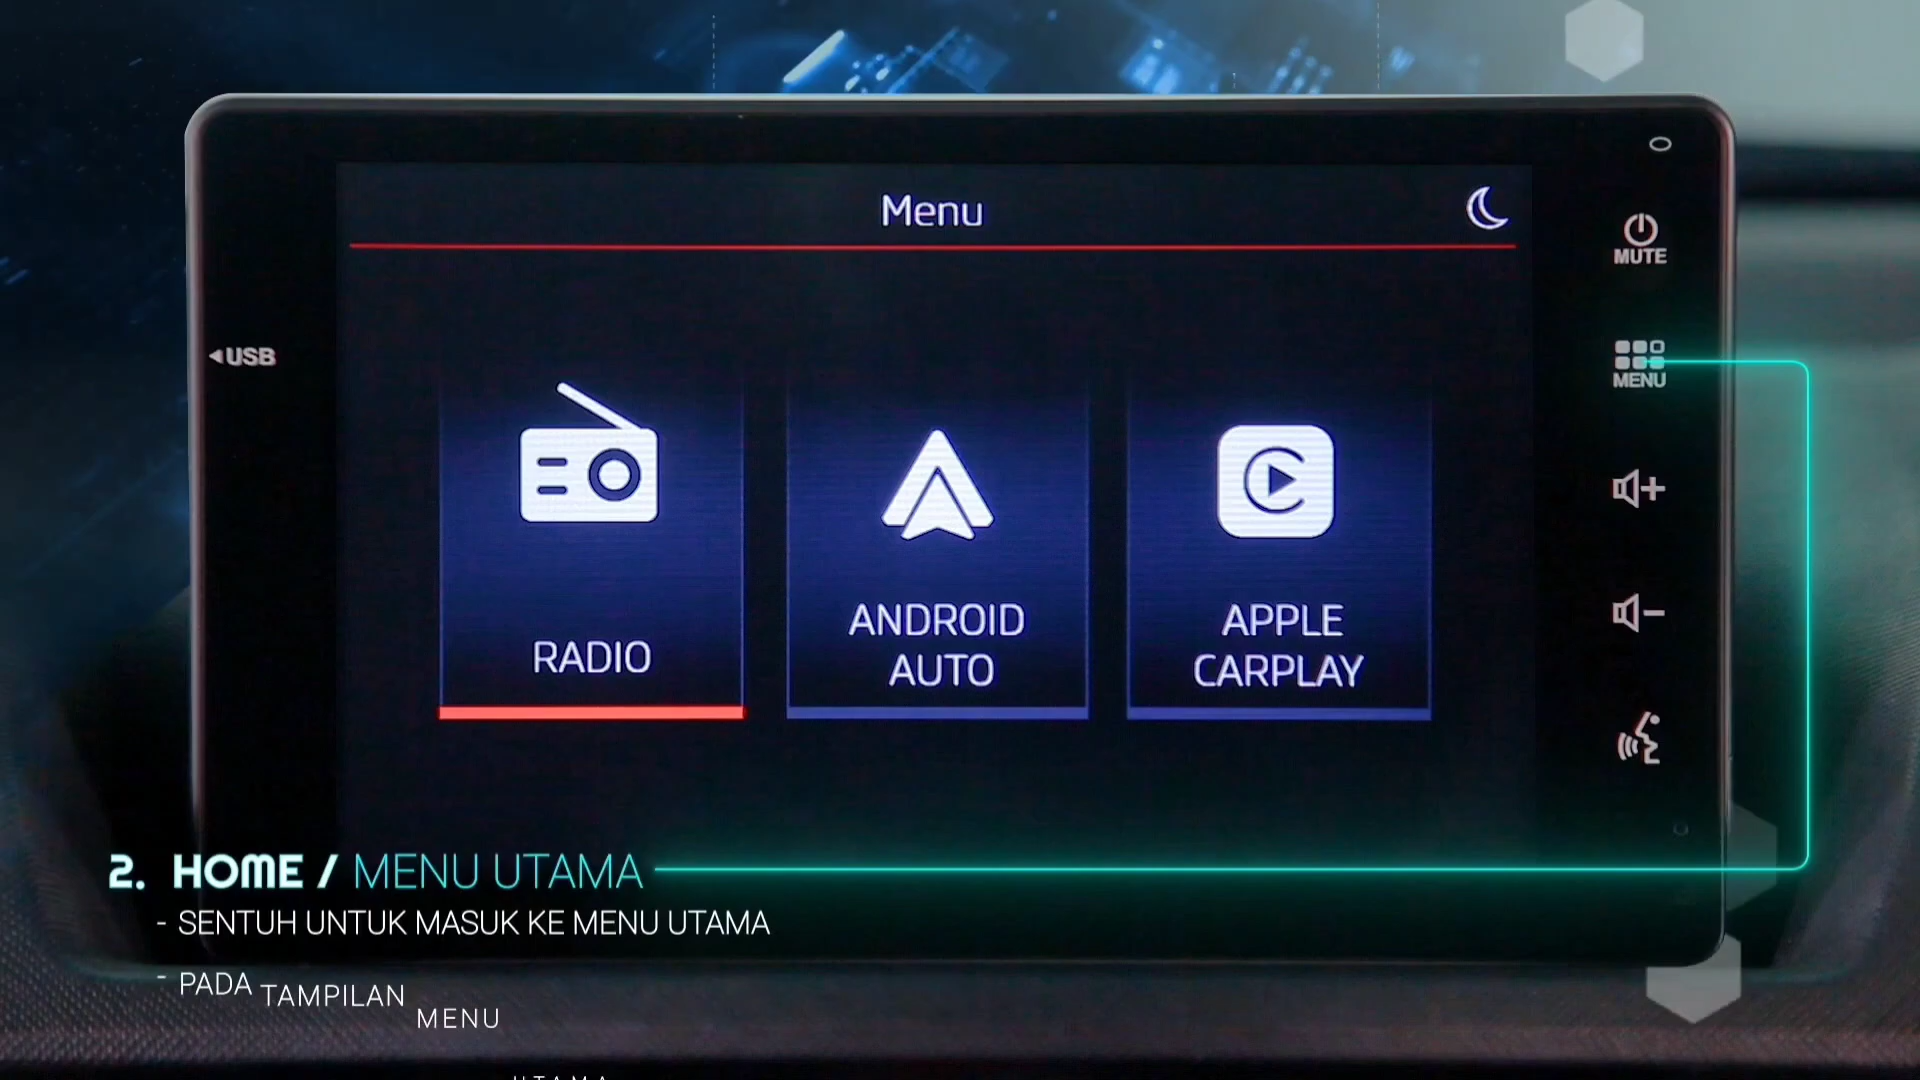 Menu
MUTE
USB
MENU
RADIO
ANDROID
AUTO
APPLE
CARPLAY
2. HOME / MENU UTAMA
- SENTUH UNTUK MASUK KE MENU UTAMA
- PADA TAMPILAN MENU